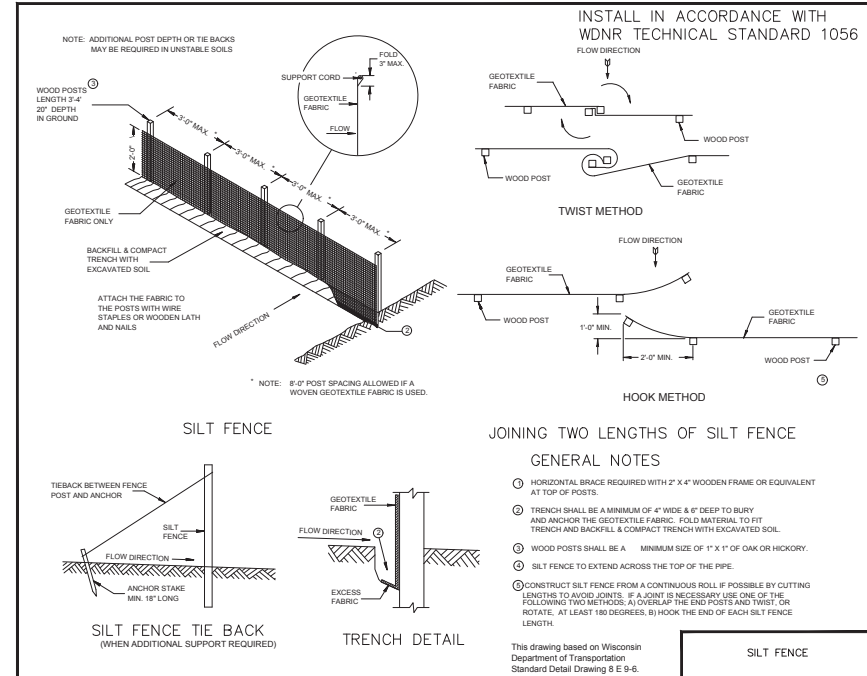 INSTALL IN ACCORDANCE WITH
WDNR TECHNICAL STANDARD 1056
NOTE: ADDITIONAL POST DEPTH OR TIE BACKS
MAY BE REQUIRED IN UNSTABLE SOILS
WOOD POSTS 3
LENGTH 3'-4'
20" DEPTH
IN GROUND
3'-0" MAX. *
3'-0" MAX. *
3'-0" MAX. *
3'-0" MAX. *
2'-0"
FOLD
3" MAX.
SUPPORT CORD
GEOTEXTILE
FABRIC
FLOW
GEOTEXTILE
FABRIC ONLY
BACKFILL & COMPACT
TRENCH WITH
EXCAVATED SOIL
ATTACH THE FABRIC TO
THE POSTS WITH WIRE
STAPLES OR WOODEN LATH
AND NAILS
FLOW DIRECTION
2
* NOTE: 8'-0" POST SPACING ALLOWED IF A
WOVEN GEOTEXTILE FABRIC IS USED.
SILT FENCE
FLOW DIRECTION
GEOTEXTILE
FABRIC
WOOD POST
WOOD POST
GEOTEXTILE
FABRIC
TWIST METHOD
FLOW DIRECTION
GEOTEXTILE
FABRIC
WOOD POST
1'-0" MIN.
2'-0" MIN.
GEOTEXTILE
FABRIC
WOOD POST
5
HOOK METHOD
JOINING TWO LENGTHS OF SILT FENCE
TIEBACK BETWEEN FENCE
POST AND ANCHOR
SILT
FENCE
FLOW DIRECTION
ANCHOR STAKE
MIN. 18" LONG
SILT FENCE TIE BACK
(WHEN ADDITIONAL SUPPORT REQUIRED)
GEOTEXTILE
FABRIC
FLOW DIRECTION
2
EXCESS
FABRIC
TRENCH DETAIL
GENERAL NOTES
1 HORIZONTAL BRACE REQUIRED WITH 2" X 4" WOODEN FRAME OR EQUIVALENT
AT TOP OF POSTS.
2 TRENCH SHALL BE A MINIMUM OF 4" WIDE & 6" DEEP TO BURY
AND ANCHOR THE GEOTEXTILE FABRIC. FOLD MATERIAL TO FIT
TRENCH AND BACKFILL & COMPACT TRENCH WITH EXCAVATED SOIL.
3 WOOD POSTS SHALL BE A MINIMUM SIZE OF 1" X 1" OF OAK OR HICKORY.
4 SILT FENCE TO EXTEND ACROSS THE TOP OF THE PIPE.
5 CONSTRUCT SILT FENCE FROM A CONTINUOUS ROLL IF POSSIBLE BY CUTTING
LENGTHS TO AVOID JOINTS. IF A JOINT IS NECESSARY USE ONE OF THE
FOLLOWING TWO METHODS; A) OVERLAP THE END POSTS AND TWIST, OR
ROTATE, AT LEAST 180 DEGREES, B) HOOK THE END OF EACH SILT FENCE
LENGTH.
This drawing based on Wisconsin
Department of Transportation
Standard Detail Drawing 8 E 9-6.
SILT FENCE